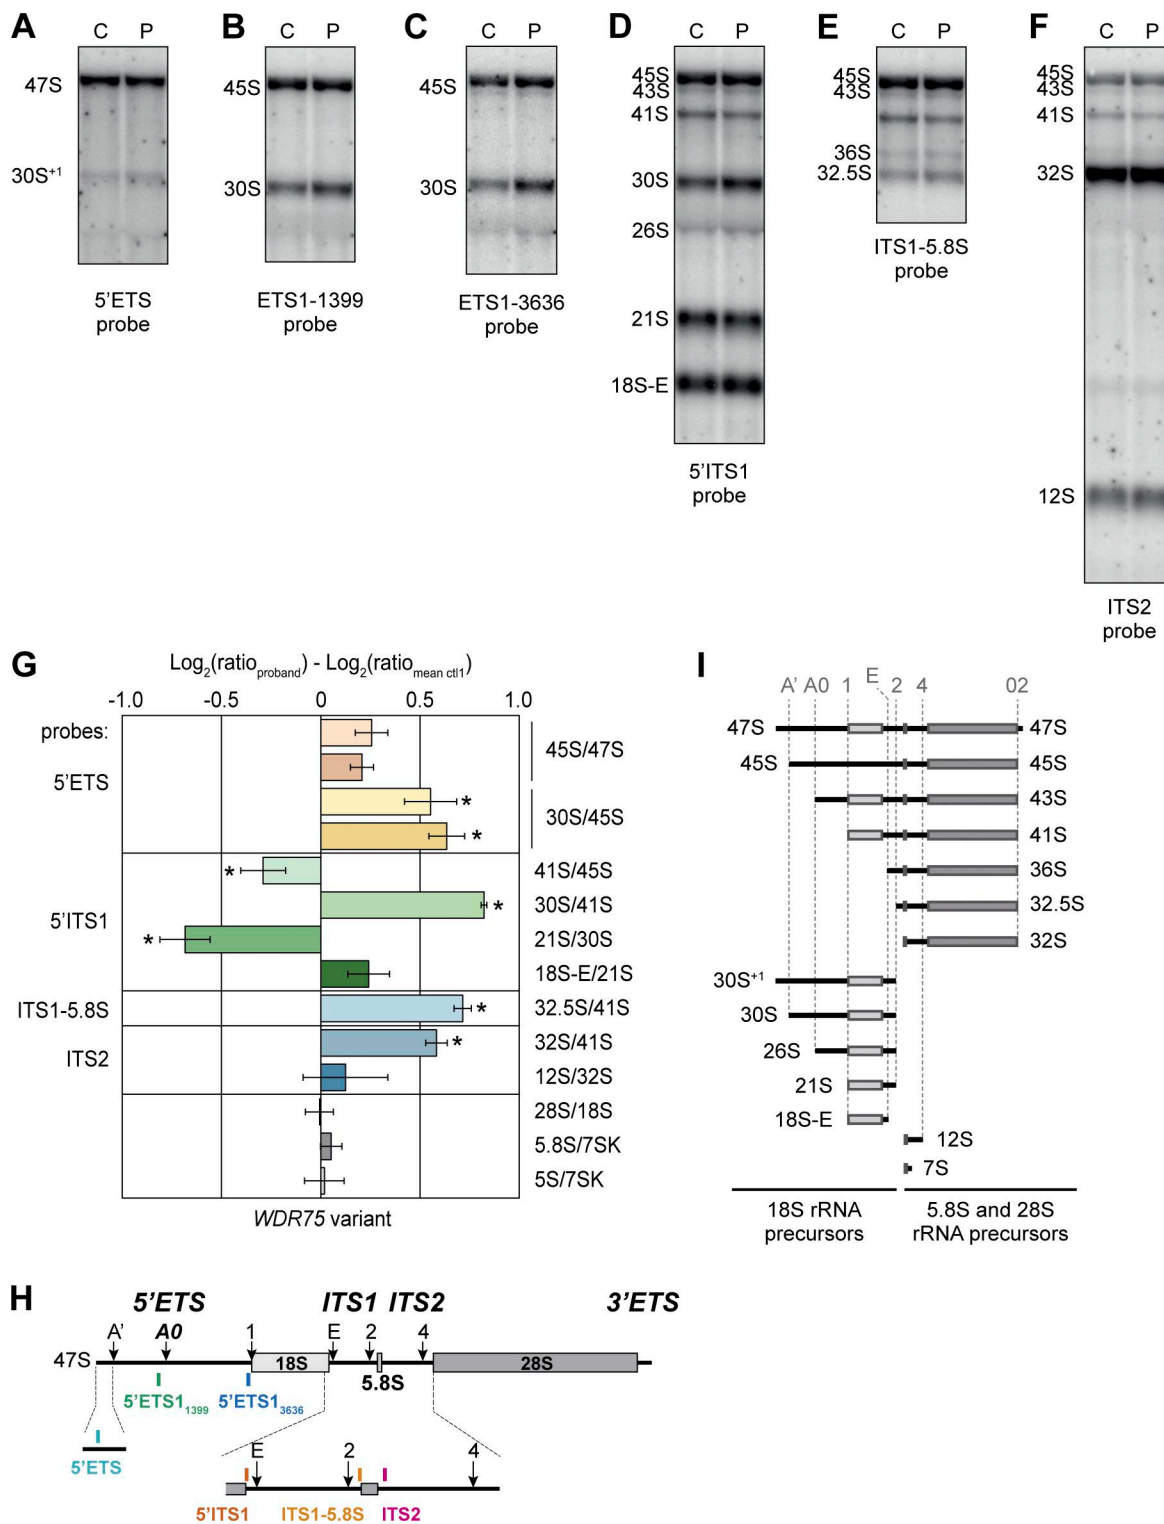 A
C P
47S
30S+1
5'ETS
probe
B
C P
45S
30S
ETS1-1399
probe
C
C P
45S
30S
ETS1-3636
probe
D
C P
45S
43S
41S
30S
26S
21S
18S-E
5'ITS1
probe
E
C P
45S
43S
36S
32.5S
ITS1-5.8S
probe
F
C P
45S
43S
41S
32S
12S
ITS2
probe
G
Log2(ratioproband) - Log2(ratiomean ctl1)
-1.0 -0.5 0 0.5 1.0
probes:
5'ETS
45S/47S
* 30S/45S
*
5'ITS1
* 41S/45S
* 30S/41S
* 21S/30S
18S-E/21S
ITS1-5.8S * 32.5S/41S
ITS2 * 32S/41S
12S/32S
28S/18S
5.8S/7SK
5S/7SK
WDR75 variant
I
A' A0 1 E 2 4 02
47S 47S
45S 45S
43S
41S
36S
32.5S
32S
30S+1
30S
26S
21S
18S-E
12S
7S
18S rRNA
precursors
5.8S and 28S
rRNA precursors
H
5'ETS ITS1 ITS2 3'ETS
A' A0 1 E 2 4
47S 18S 28S
5.8S
5'ETS11399 5'ETS13636
5'ETS
E 2 4
5'ITS1 ITS1-5.8S ITS2